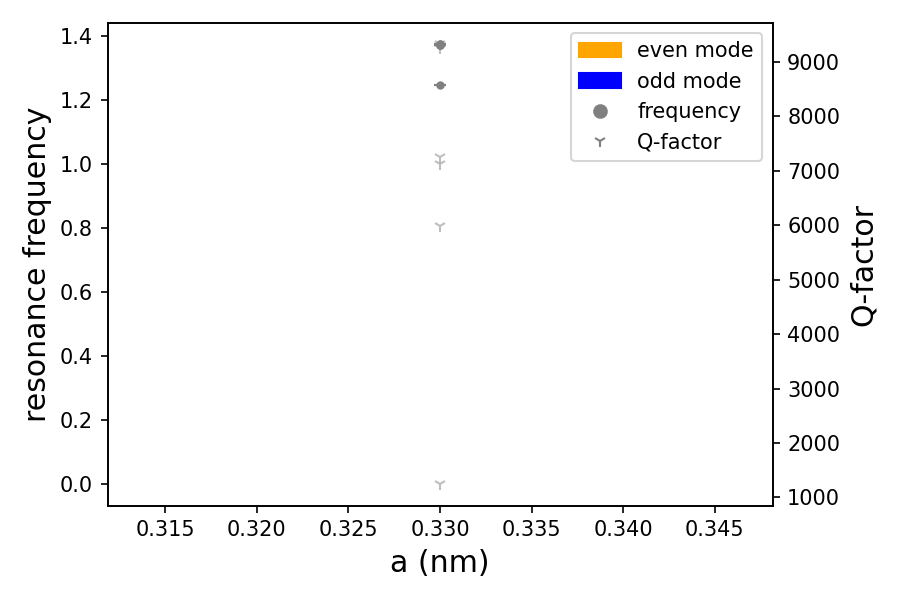 resonance frequency
1.4
1.2
1.0
0.8
0.6
0.4
0.2
0.0
even mode
odd mode
frequency
Q-factor
9000
8000
7000
6000
5000
4000
3000
2000
1000
Q-factor
0.315 0.320 0.325 0.330 0.335 0.340 0.345
a (nm)